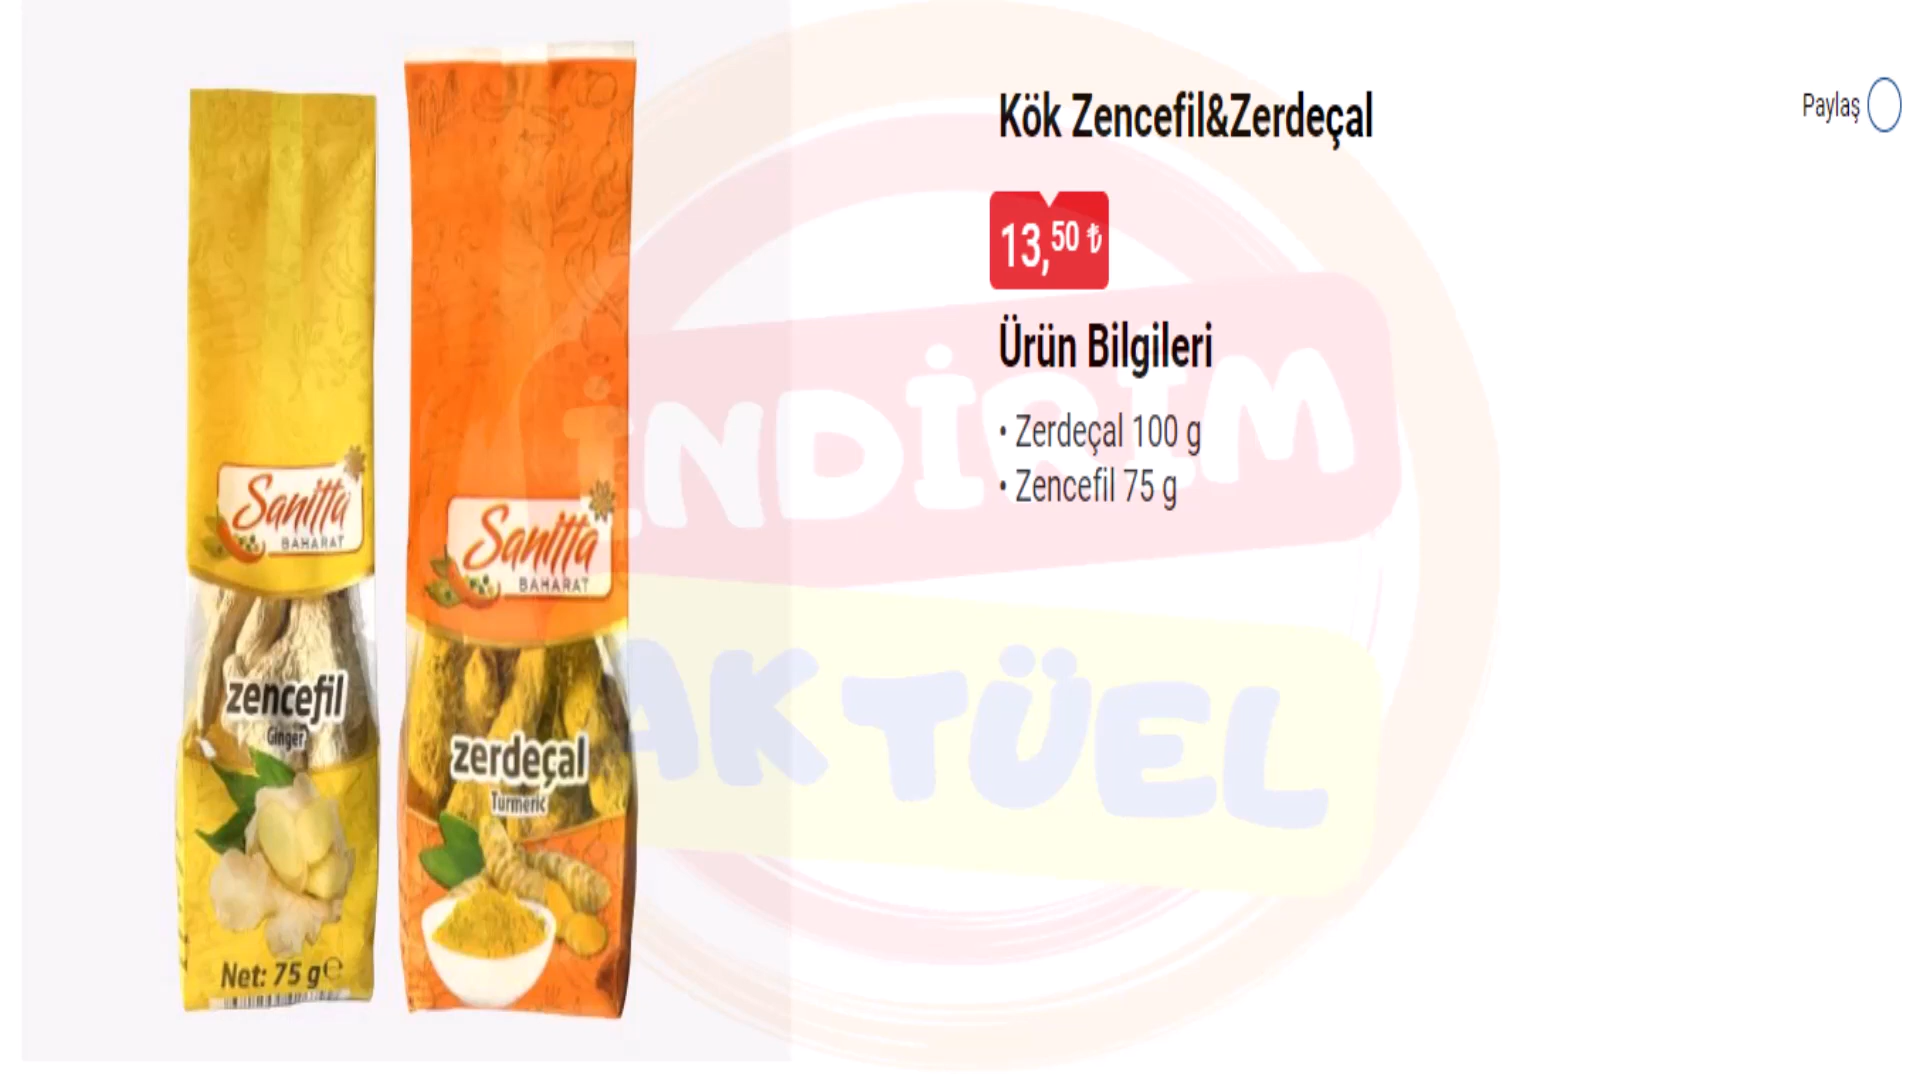 Kök Zencefil&Zerdeçal
Paylaş
13,50 ₺
Ürün Bilgileri
• Zerdeçal 100 g
• Zencefil 75 g
Sanitta
BAHARAT
zencefil
Ginger
Net: 75 g e
Sanitta
BAHARAT
zerdeçal
Turmeric
İNDİRİM
AKTÜEL